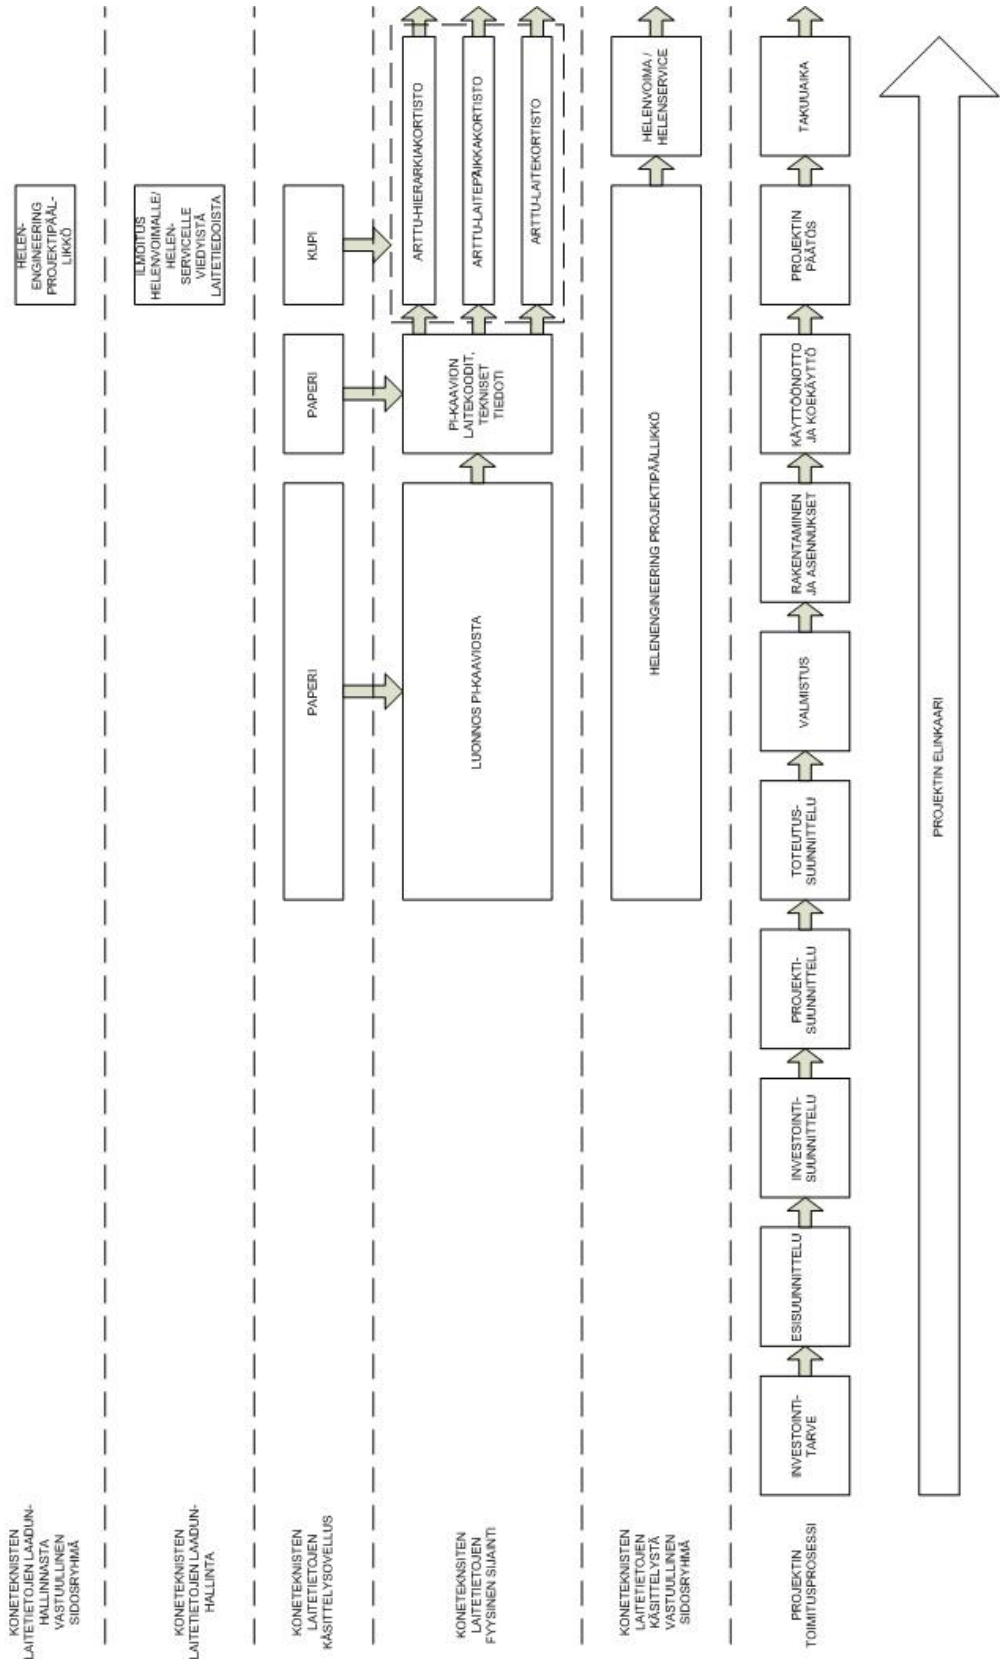 KONETEKNISTEN
LAITETIETOJEN LAADUN-
HALLINNASTA
VASTUULLINEN
SIDOSRYHMÄ
HELEN-
ENGINEERING
PROJEKTIPÄÄL-
LIKKÖ
KONETEKNISTEN
LAITETIETOJEN LAADUN-
HALLINTA
ILMOITUS
HELENVOIMALLE/
HELEN-
SERVICELLE
VIEDYISTÄ
LAITETIEDOISTA
KONETEKNISTEN
LAITETIETOJEN
KÄSITTELYSOVELLUS
PAPERI
PAPERI
KUPI
KONETEKNSITEN
LAITETIETOJEN
FYYSINEN SIJAINTI
LUONNOS PI-KAAVIOSTA
PI-KAAVION
LAITEKOODIT,
TEKNISET
TIEDOTI
ARTTU-HIERARKIAKORTISTO
ARTTU-LAITEPAIKKAKORTISTO
ARTTU-LAITEKORTISTO
KONETEKNISTEN
LAITETIETOJEN
KÄSITTELYSTÄ
VASTUULLINEN
SIDOSRYHMÄ
HELENENGINEERING PROJEKTIPÄÄLLIKKÖ
HELENVOIMA /
HELENSERVICE
PROJEKTIN
TOIMITUSPROSESSI
INVESTOINTI-
TARVE
ESISUUNNITTELU
INVESTOINTI-
SUUNNITTELU
PROJEKTI-
SUUNNITTELU
TOTEUTUS-
SUUNNITTELU
VALMISTUS
RAKENTAMINEN
JA ASENNUKSET
KÄYTTÖÖNOTTO
JA KOEKÄYTTÖ
PROJEKTIN
PÄÄTÖS
TAKUUAIKA
PROJEKTIN ELINKAARI